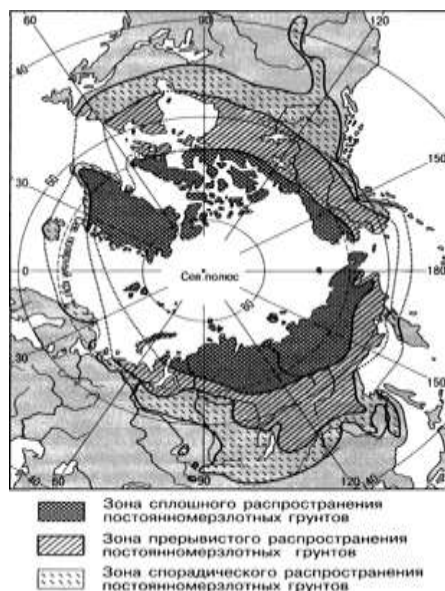 60
90
120
30
150
0
Сев. полюс
180
30
150
60
90
120
Зона сплошного распространения
постоянномерзлотных грунтов
Зона прерывистого распространения
постоянномерзлотных грунтов
Зона спорадического распространения
постоянномерзлотных грунтов